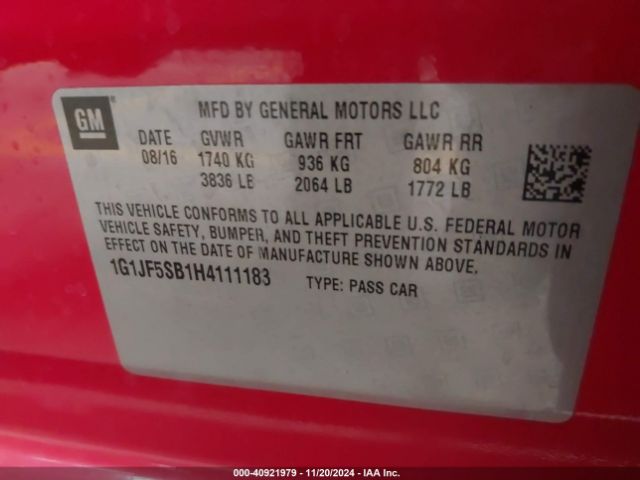 GM
MFD BY GENERAL MOTORS LLC
DATE GVWR GAWR FRT GAWR RR
08/16 1740 KG 936 KG 804 KG
3836 LB 2064 LB 1772 LB
THIS VEHICLE CONFORMS TO ALL APPLICABLE U.S. FEDERAL MOTOR
VEHICLE SAFETY, BUMPER, AND THEFT PREVENTION STANDARDS IN
EFFECT ON THE DATE OF MANUFACTURE SHOWN ABOVE.
1G1JF5SB1H4111183 TYPE: PASS CAR
000-40921979 - 11/20/2024 - IAA Inc.